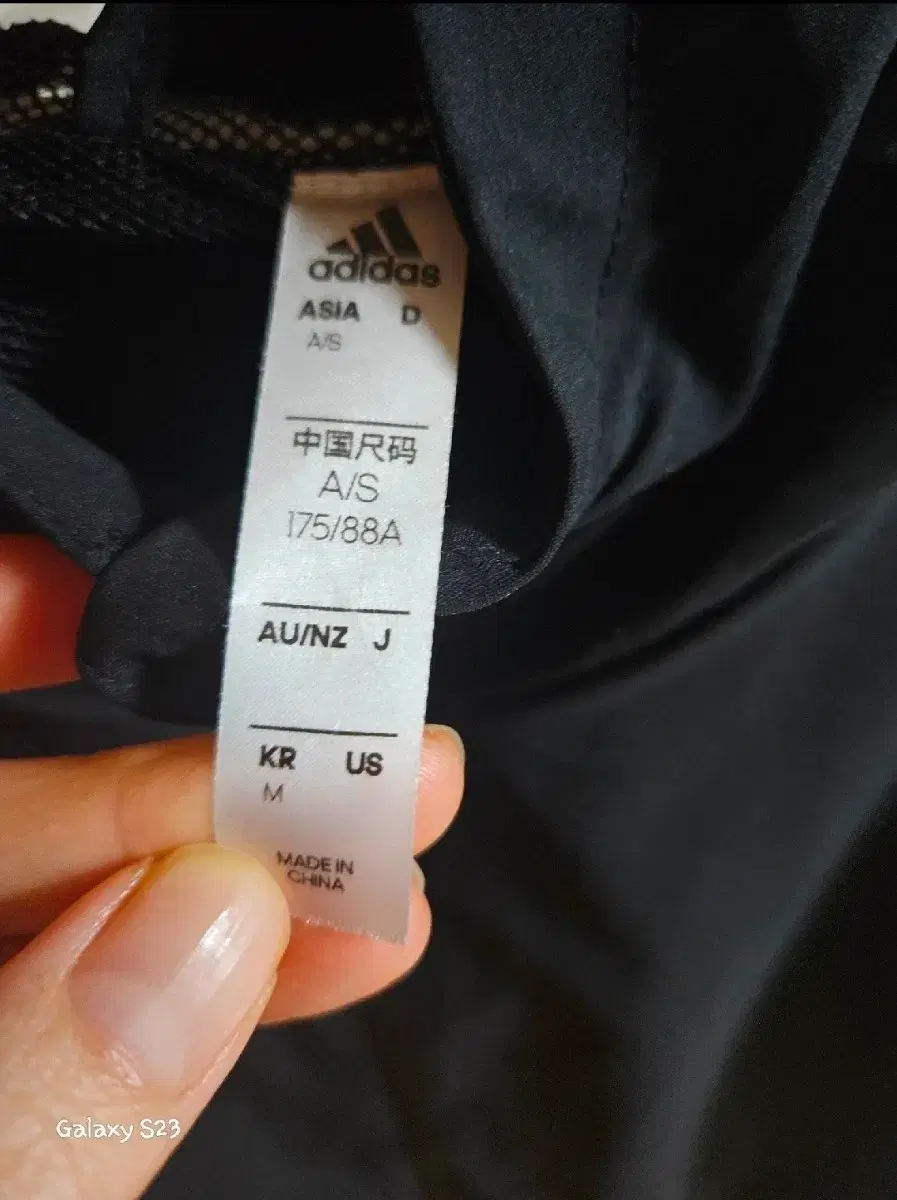 adidas
ASIA D
A/S
中国尺码
A/S
175/88A
AU/NZ J
KR US
M
MADE IN
CHINA
Galaxy S23